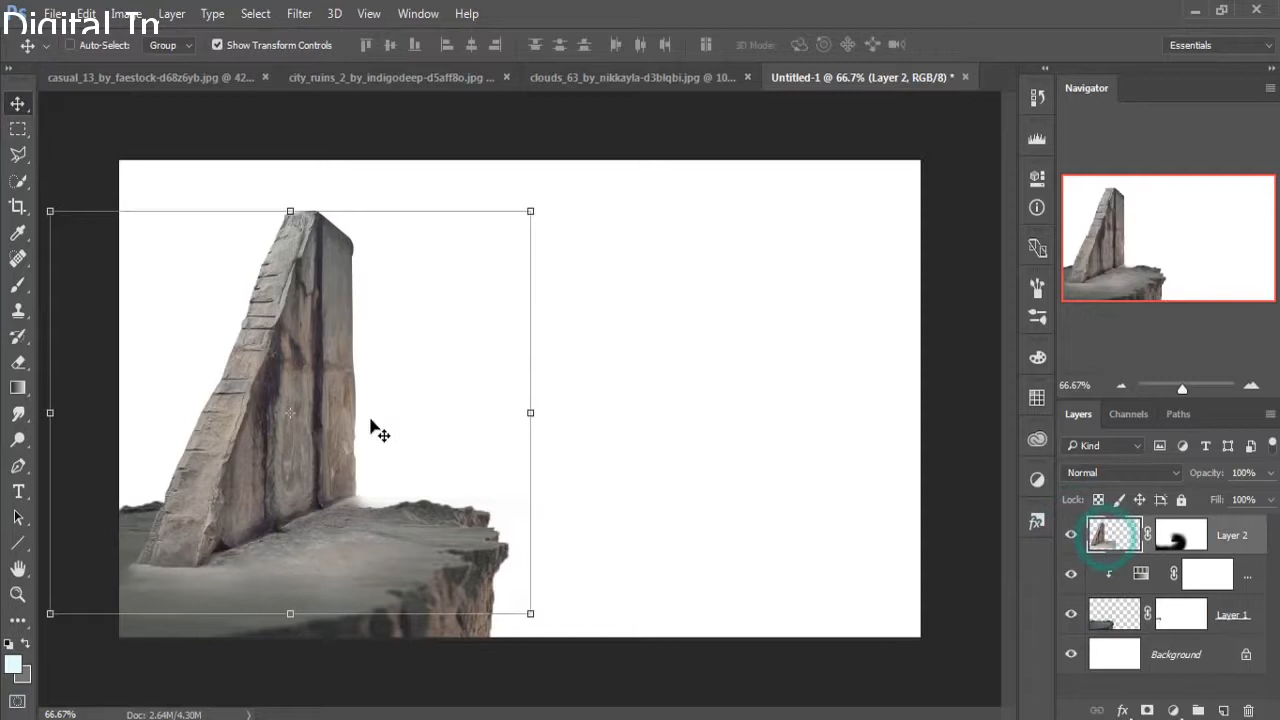 Ps File Edit Image Layer Type Select Filter 3D View Window Help
Auto-Select: Group Show Transform Controls 3D Mode: Essentials
casual_13_by_faestock-d68z6yb.jpg @ 42... × city_ruins_2_by_indigodeep-d5aff8o.jpg ... × clouds_63_by_nikkayla-d3blqbi.jpg @ 10... × Untitled-1 @ 66.7% (Layer 2, RGB/8) * ×
Navigator
66.67%
Layers Channels Paths
Kind
Normal Opacity: 100%
Lock: Fill: 100%
Layer 2
...
Layer 1
Background
66.67% Doc: 2.64M/4.30M